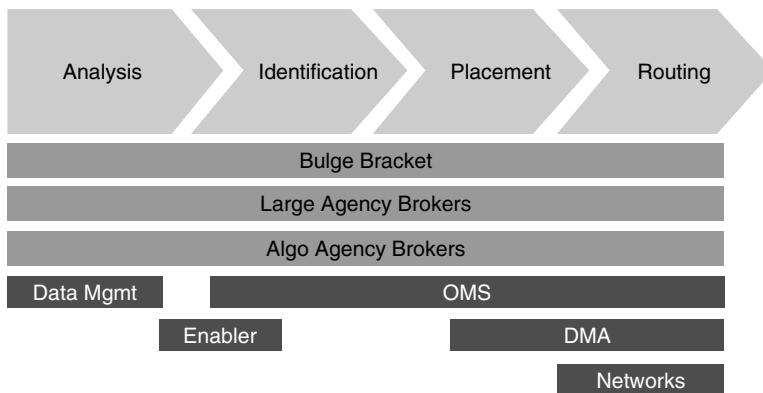 Analysis
Identification
Placement
Routing
Bulge Bracket
Large Agency Brokers
Algo Agency Brokers
Data Mgmt
OMS
Enabler
DMA
Networks